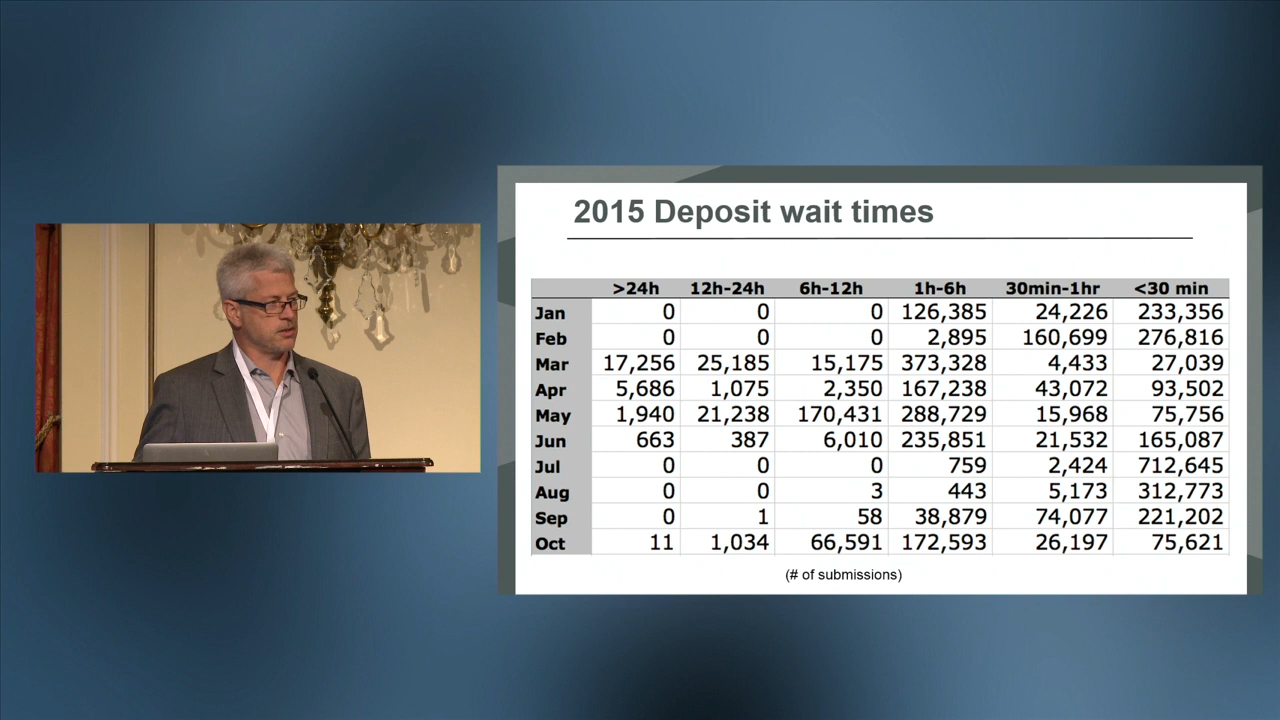 2015 Deposit wait times
>24h 12h-24h 6h-12h 1h-6h 30min-1hr <30 min
Jan 0 0 0 126,385 24,226 233,356
Feb 0 0 0 2,895 160,699 276,816
Mar 17,256 25,185 15,175 373,328 4,433 27,039
Apr 5,686 1,075 2,350 167,238 43,072 93,502
May 1,940 21,238 170,431 288,729 15,968 75,756
Jun 663 387 6,010 235,851 21,532 165,087
Jul 0 0 0 759 2,424 712,645
Aug 0 0 3 443 5,173 312,773
Sep 0 1 58 38,879 74,077 221,202
Oct 11 1,034 66,591 172,593 26,197 75,621
(# of submissions)